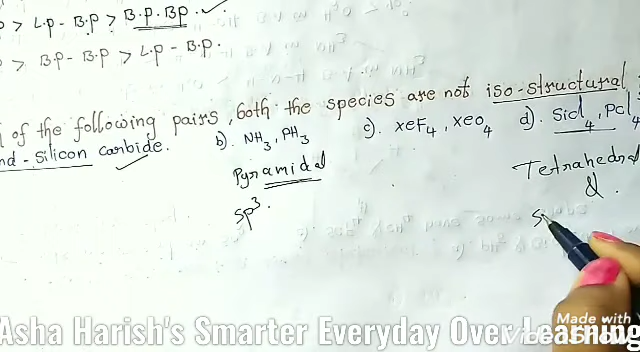 > L.p - B.p > B.p. Bp.
> B.p - B.p > L.p - B.p.
of the following pairs, both the species are not iso-structural
nd - silicon carbide. b). NH3, PH3 c). XeF4, XeO4 d). SiCl4, PCl4
Pyramidal Tetrahedral
sp3. &.
Asha Harish's Smarter Everyday Over Learning
Made with